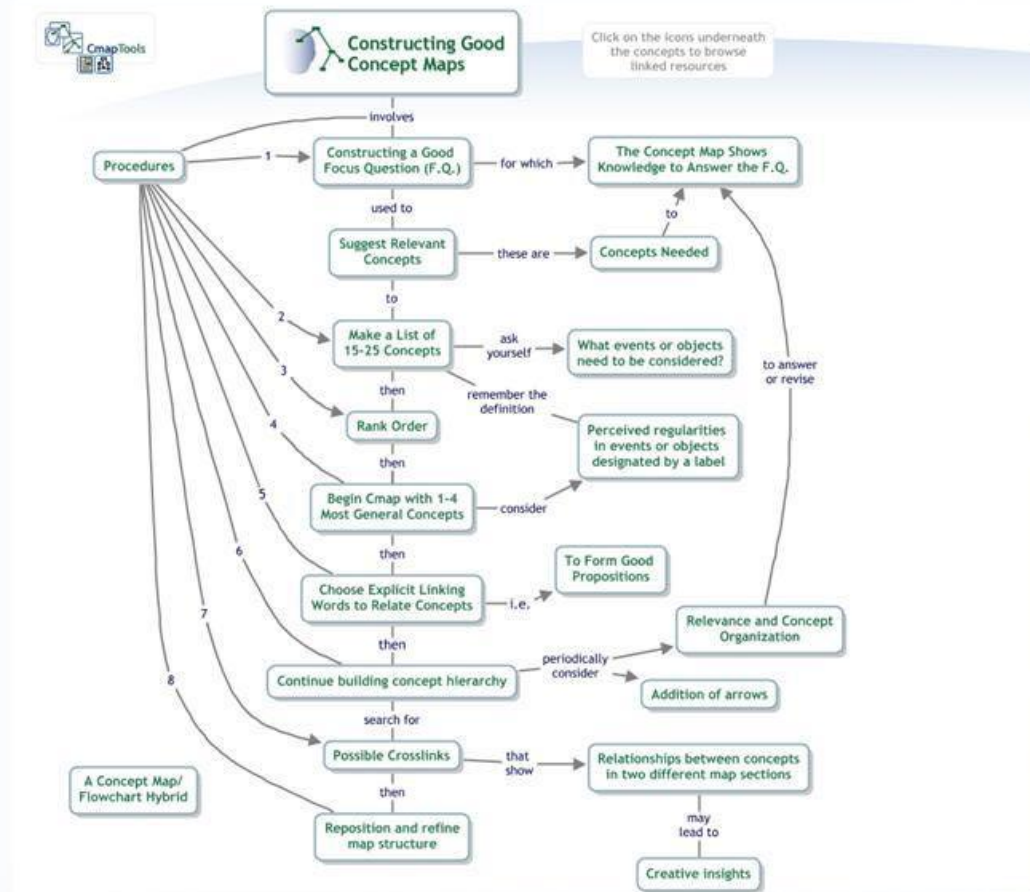 CmapTools
Constructing Good
Concept Maps
Click on the icons underneath
the concepts to browse
linked resources
involves
Procedures
1
Constructing a Good
Focus Question (F.Q.)
for which
The Concept Map Shows
Knowledge to Answer the F.Q.
used to
to
Suggest Relevant
Concepts
these are
Concepts Needed
to
2
Make a List of
15-25 Concepts
ask
yourself
What events or objects
need to be considered?
to answer
or revise
3
then
remember the
definition
4
Rank Order
Perceived regularities
in events or objects
designated by a label
then
5
Begin Cmap with 1-4
Most General Concepts
consider
6
then
To Form Good
Propositions
7
Choose Explicit Linking
Words to Relate Concepts
i.e.
Relevance and Concept
Organization
then
8
Continue building concept hierarchy
periodically
consider
Addition of arrows
search for
Possible Crosslinks
that
show
Relationships between concepts
in two different map sections
A Concept Map/
Flowchart Hybrid
then
Reposition and refine
map structure
may
lead to
Creative insights